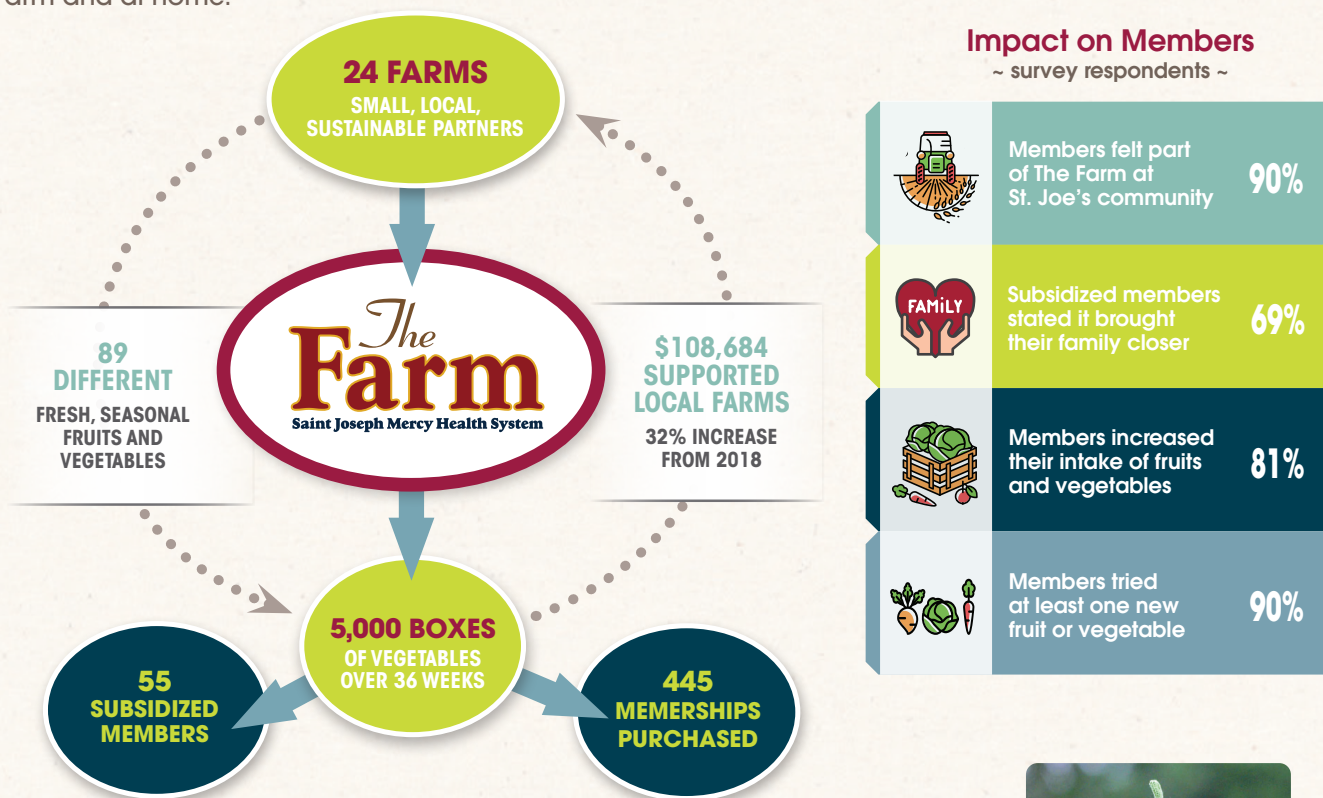 arm and at home.
24 FARMS
SMALL, LOCAL,
SUSTAINABLE PARTNERS
89
DIFFERENT
FRESH, SEASONAL
FRUITS AND
VEGETABLES
The
Farm
Saint Joseph Mercy Health System
$108,684
SUPPORTED
LOCAL FARMS
32% INCREASE
FROM 2018
5,000 BOXES
OF VEGETABLES
OVER 36 WEEKS
55
SUBSIDIZED
MEMBERS
445
MEMERSHIPS
PURCHASED
Impact on Members
~ survey respondents ~
Members felt part
of The Farm at
St. Joe's community
90%
FAMiLY
Subsidized members
stated it brought
their family closer
69%
Members increased
their intake of fruits
and vegetables
81%
Members tried
at least one new
fruit or vegetable
90%